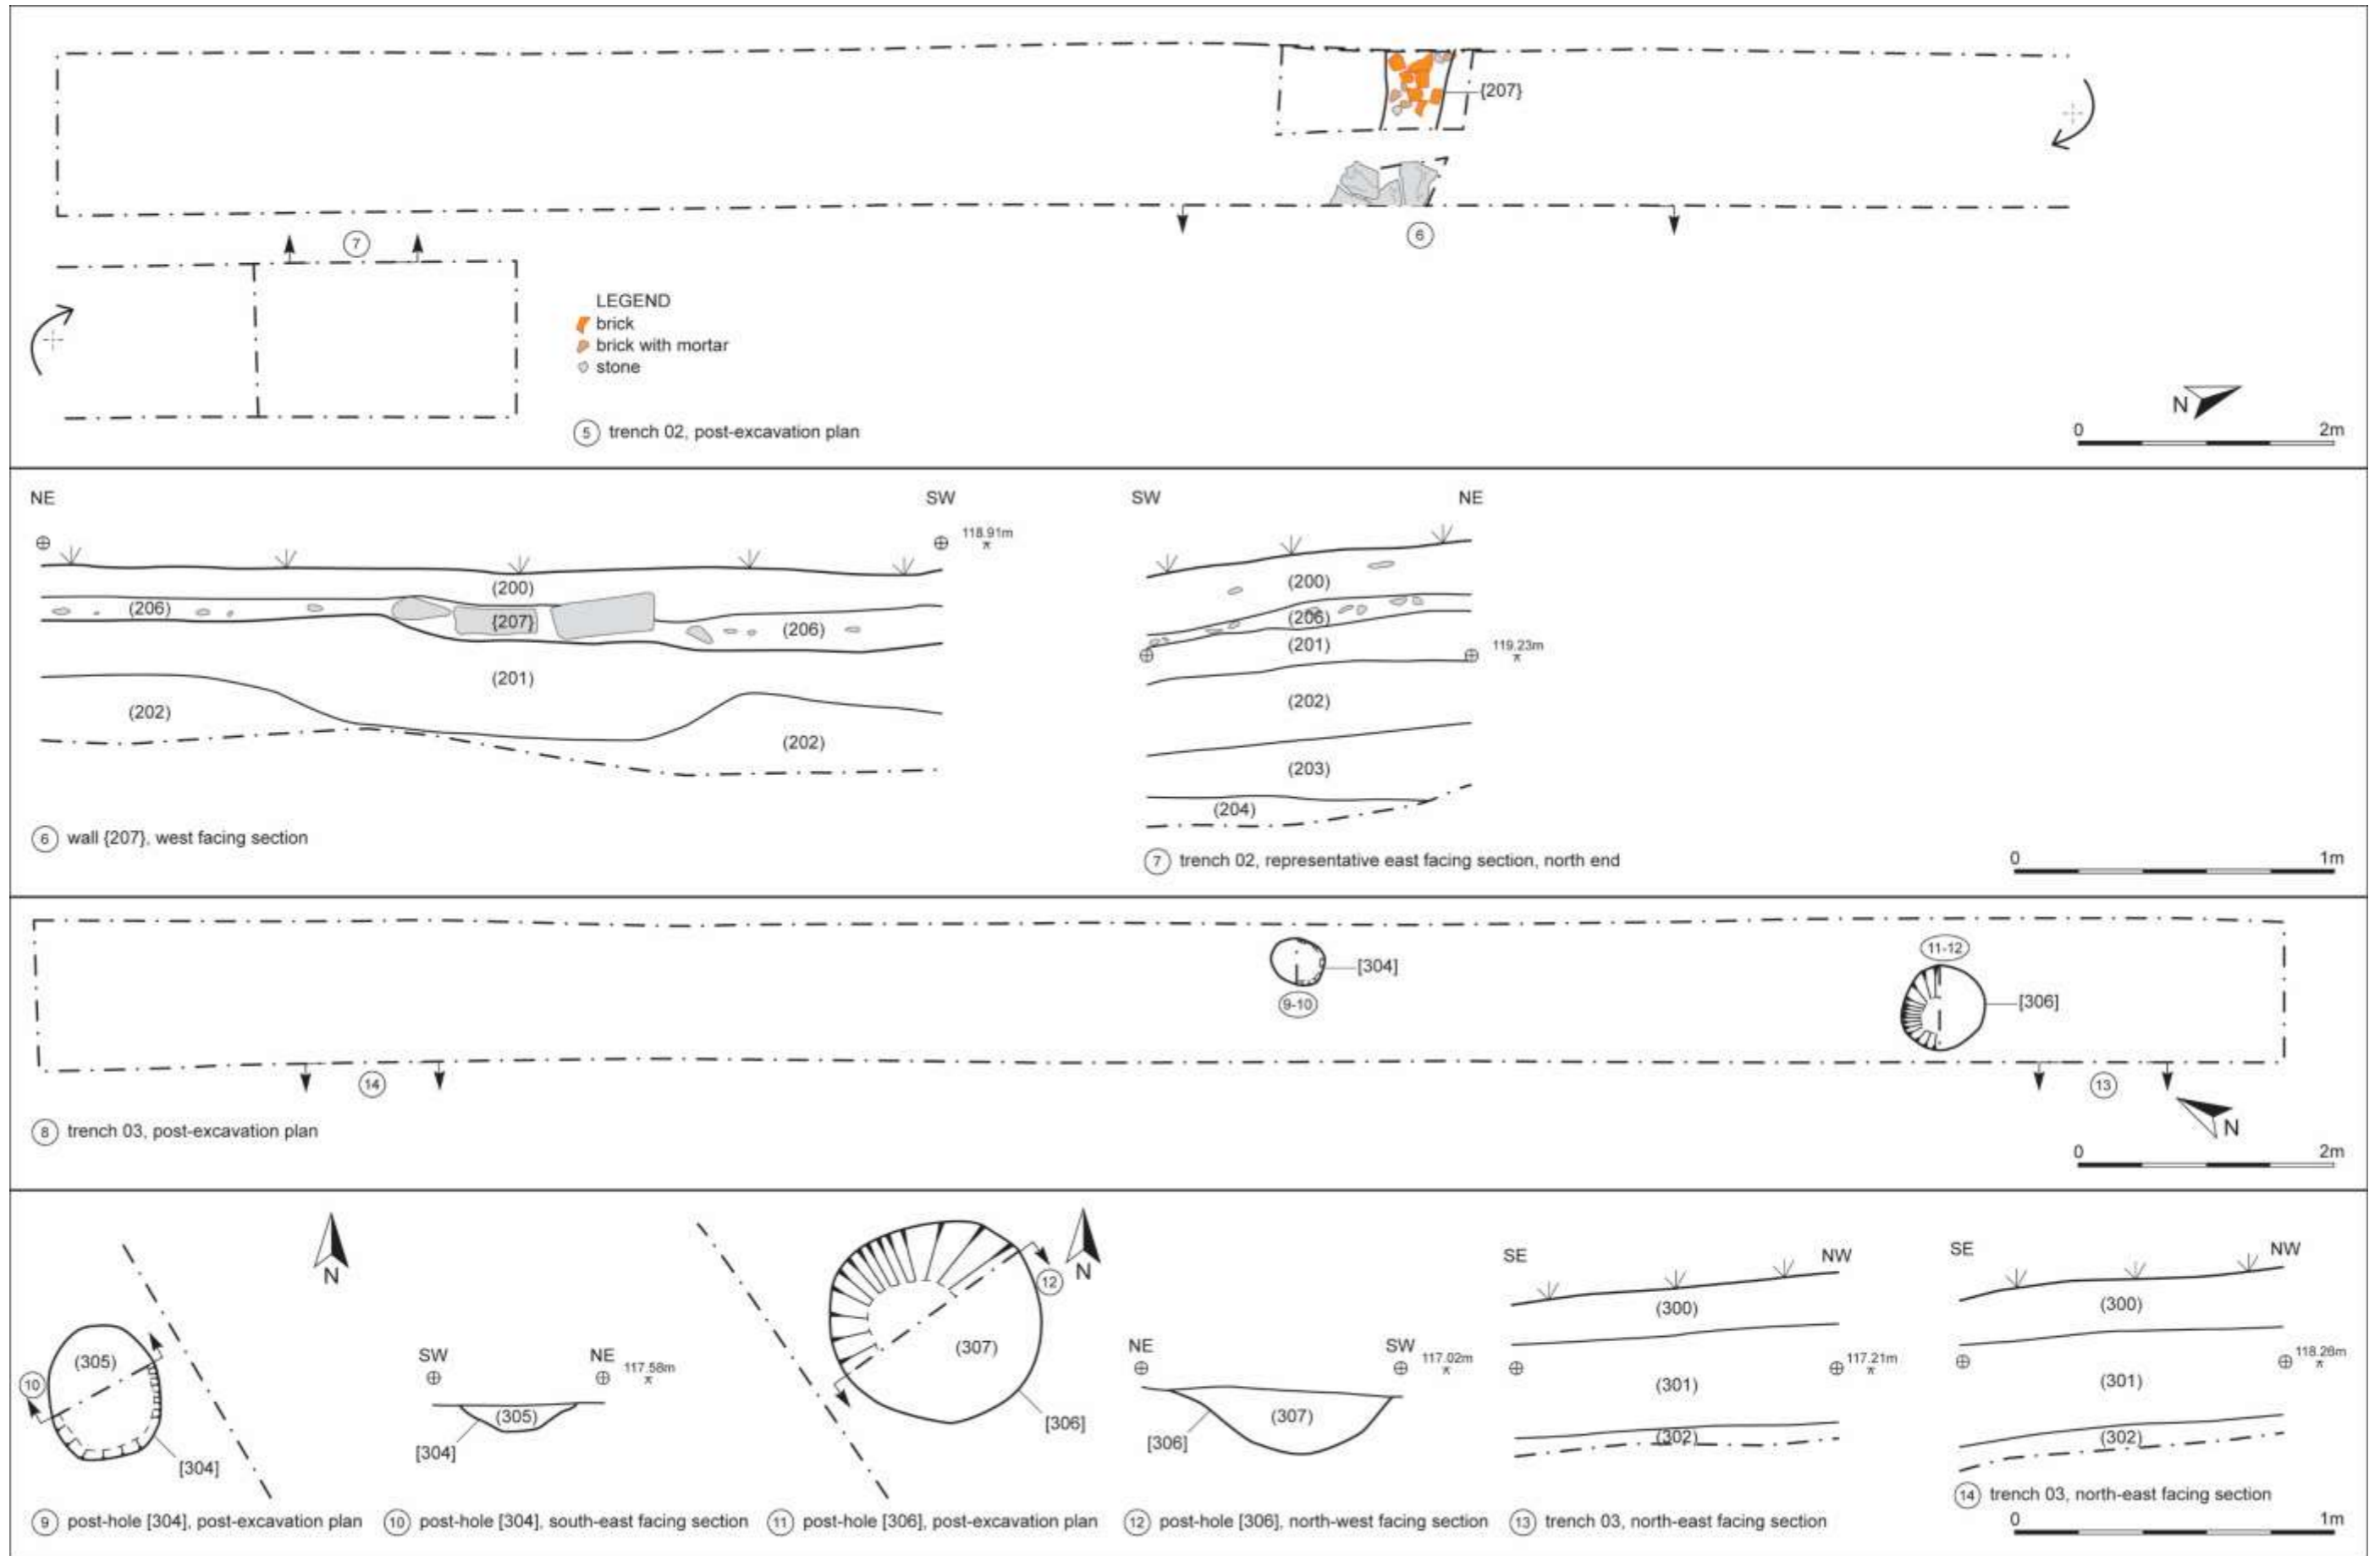 {207}
6
7
LEGEND
brick
brick with mortar
stone
5 trench 02, post-excavation plan
N
0 2m
NE SW
118.91m
(200)
(206)
{207}
(206)
(201)
(202)
(202)
6 wall {207}, west facing section
SW NE
(200)
(206)
(201)
119.23m
(202)
(203)
(204)
7 trench 02, representative east facing section, north end
0 1m
11-12
[304]
9-10
[306]
14
13
N
8 trench 03, post-excavation plan
0 2m
N
(305)
10
[304]
9 post-hole [304], post-excavation plan
SW NE
117.58m
(305)
[304]
10 post-hole [304], south-east facing section
N
12
(307)
[306]
11 post-hole [306], post-excavation plan
NE SW
117.02m
(307)
[306]
12 post-hole [306], north-west facing section
SE NW
(300)
117.21m
(301)
(302)
13 trench 03, north-east facing section
SE NW
(300)
118.26m
(301)
(302)
14 trench 03, north-east facing section
0 1m